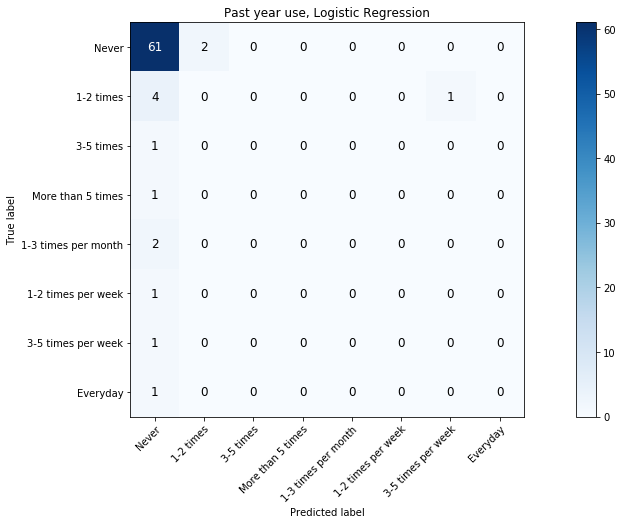 Past year use, Logistic Regression
Never 61 2 0 0 0 0 0 0
1-2 times 4 0 0 0 0 0 1 0
3-5 times 1 0 0 0 0 0 0 0
More than 5 times 1 0 0 0 0 0 0 0
1-3 times per month 2 0 0 0 0 0 0 0
1-2 times per week 1 0 0 0 0 0 0 0
3-5 times per week 1 0 0 0 0 0 0 0
Everyday 1 0 0 0 0 0 0 0
True label
Never
1-2 times
3-5 times
More than 5 times
1-3 times per month
1-2 times per week
3-5 times per week
Everyday
Predicted label
60
50
40
30
20
10
0